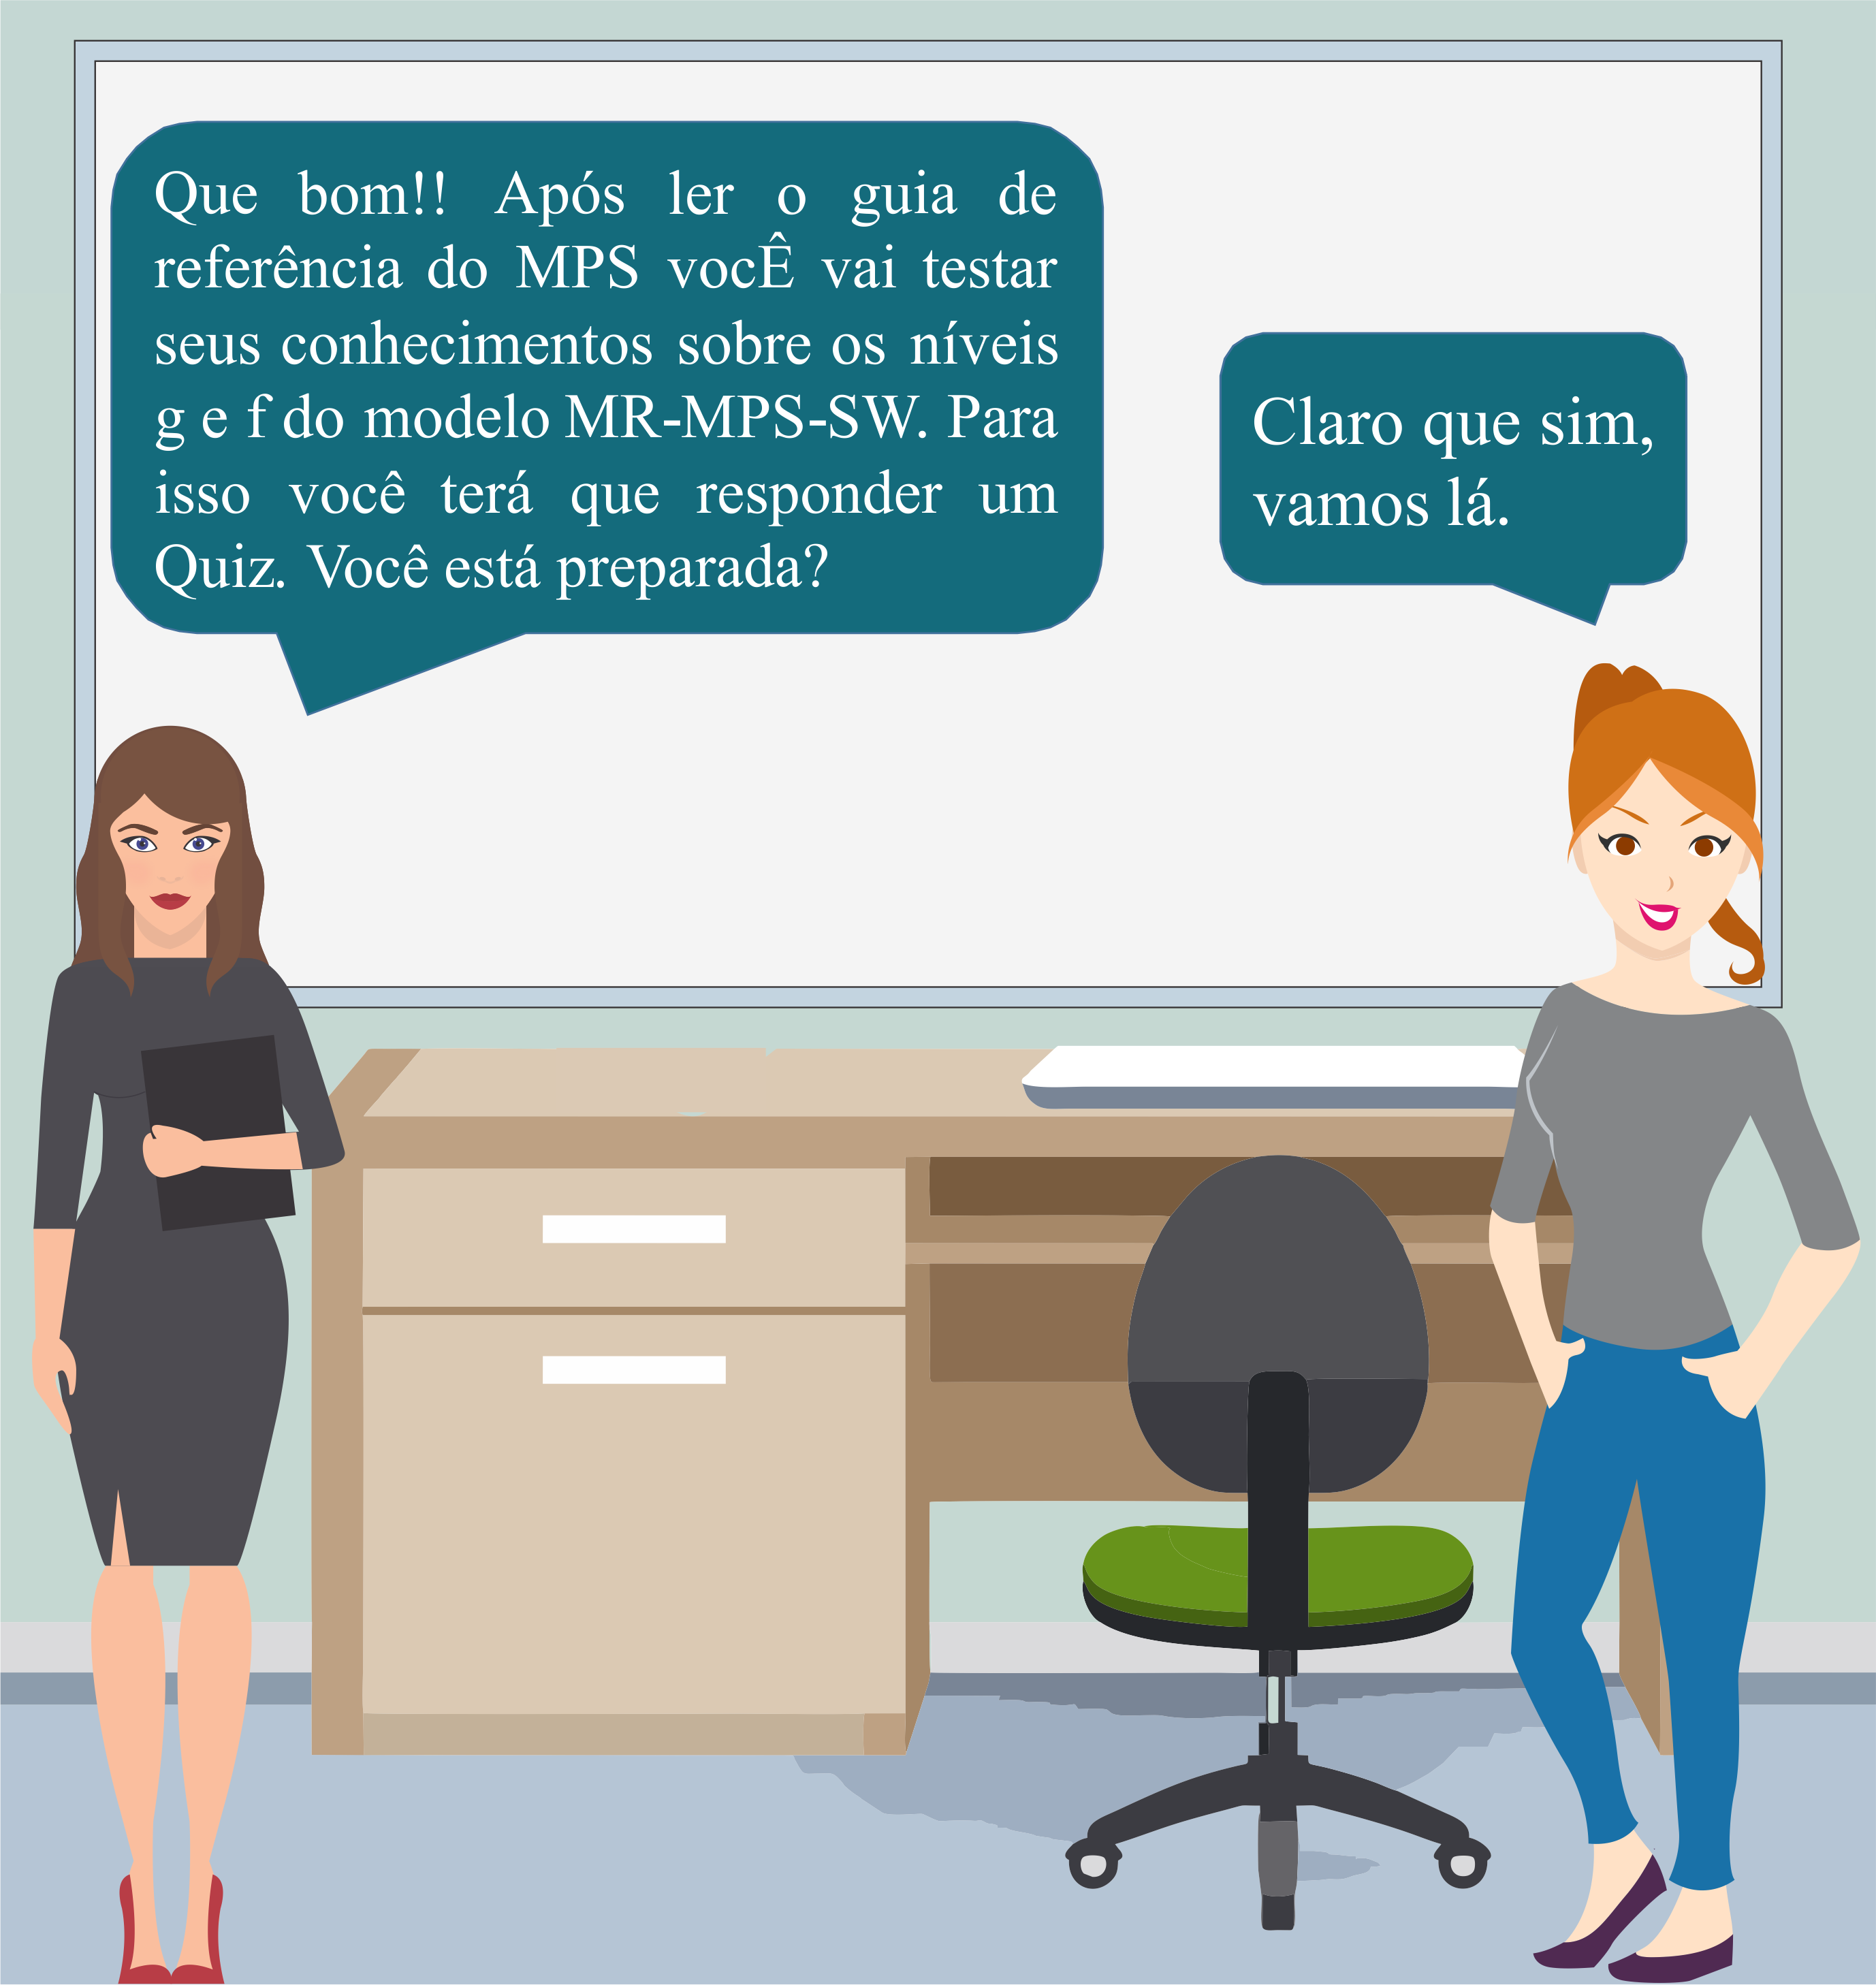 Que bom!! Após ler o guia de
referência do MPS vocÊ vai testar
seus conhecimentos sobre os níveis
g e f do modelo MR-MPS-SW. Para
isso você terá que responder um
Quiz. Você está preparada?
Claro que sim,
vamos lá.